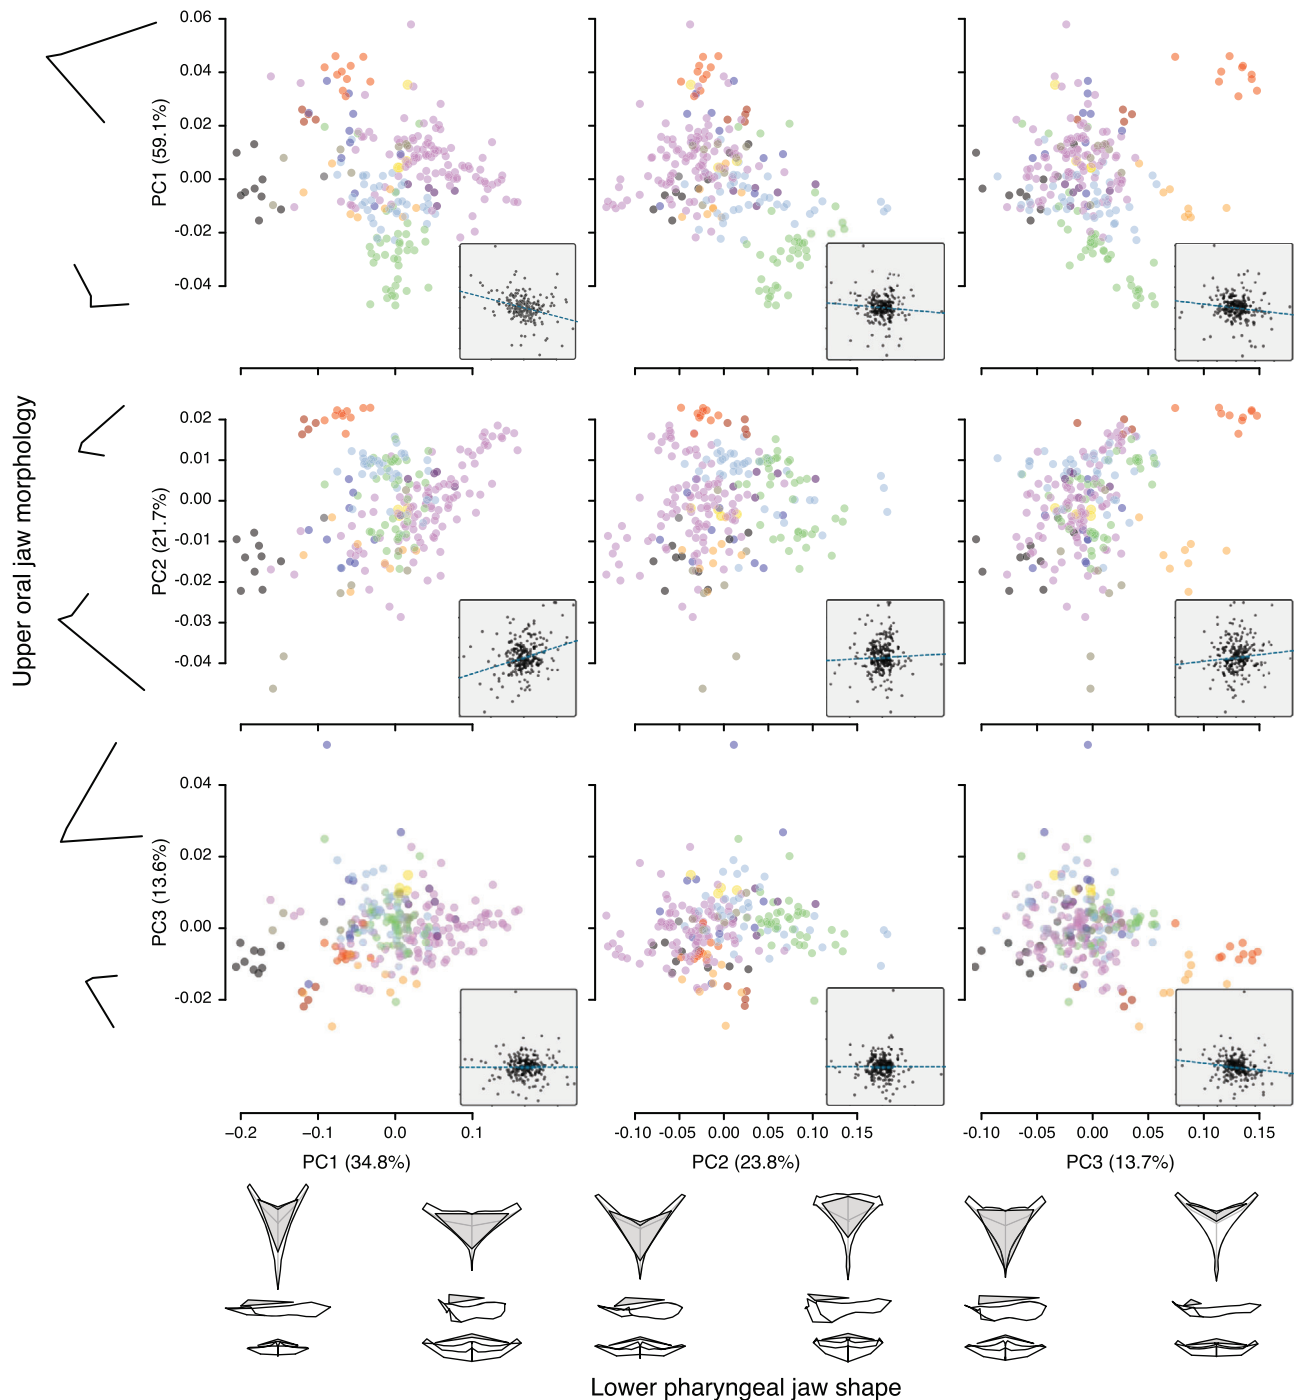 Upper oral jaw morphology
PC1 (59.1%)
0.06
0.04
0.02
0.00
-0.02
-0.04
PC2 (21.7%)
0.02
0.01
0.00
-0.01
-0.02
-0.03
-0.04
PC3 (13.6%)
0.04
0.02
0.00
-0.02
−0.2 −0.1 0.0 0.1
-0.10 -0.05 0.00 0.05 0.10 0.15
-0.10 -0.05 0.00 0.05 0.10 0.15
PC1 (34.8%)
PC2 (23.8%)
PC3 (13.7%)
Lower pharyngeal jaw shape